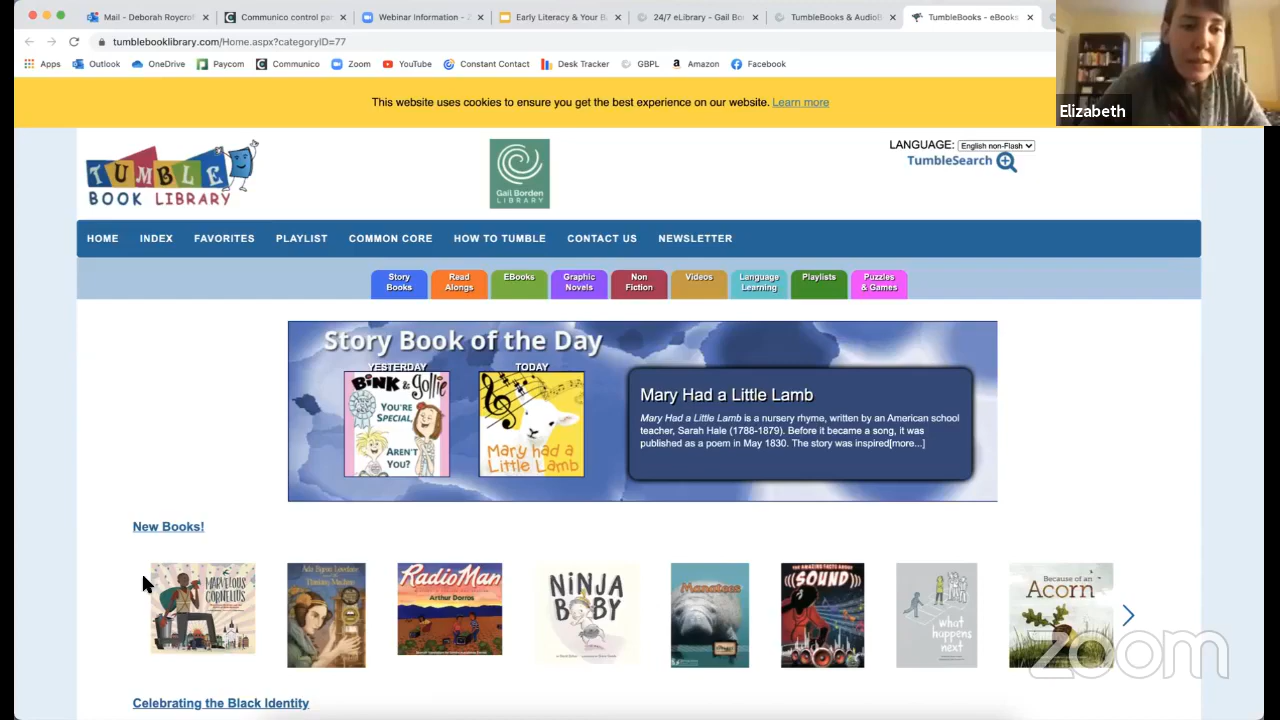 Mail - Deborah Roycrof
Communico control pan
Webinar Information - Z
Early Literacy & Your B
24/7 eLibrary - Gail Bor
TumbleBooks & AudioB
TumbleBooks - eBooks
tumblebooklibrary.com/Home.aspx?categoryID=77
Apps
Outlook
OneDrive
Paycom
Communico
Zoom
YouTube
Constant Contact
Desk Tracker
GBPL
Amazon
Facebook
Elizabeth
This website uses cookies to ensure you get the best experience on our website. Learn more
TUMBLE
BOOK LIBRARY
Gail Borden
LIBRARY
LANGUAGE: English non-Flash
TumbleSearch
HOME INDEX FAVORITES PLAYLIST COMMON CORE HOW TO TUMBLE CONTACT US NEWSLETTER
Story
Books
Read
Alongs
EBooks
Graphic
Novels
Non
Fiction
Videos
Language
Learning
Playlists
Puzzles
& Games
Story Book of the Day
YESTERDAY
TODAY
BINK & gollie
YOU'RE
SPECIAL,
AREN'T
YOU?
Mary had a
Little Lamb
Mary Had a Little Lamb
Mary Had a Little Lamb is a nursery rhyme, written by an American school
teacher, Sarah Hale (1788-1879). Before it became a song, it was
published as a poem in May 1830. The story was inspired[more...]
New Books!
MARVELOUS
CORNELIUS
Ada Byron Lovelace
Thinking Machine
RadioMan
Arthur Dorros
NINJA
BABY
Manatees
THE AMAZING FACTS ABOUT
SOUND
what
happens
next
Because of an
Acorn
zoom
Celebrating the Black Identity